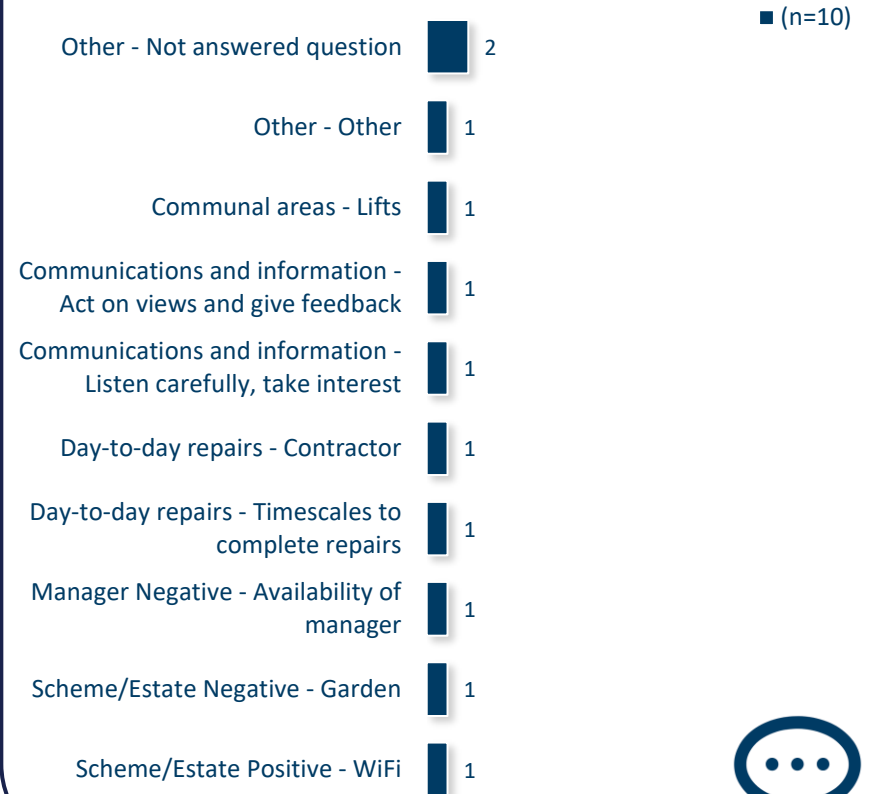 (n=10)
Other - Not answered question 2
Other - Other 1
Communal areas - Lifts 1
Communications and information -
Act on views and give feedback 1
Communications and information -
Listen carefully, take interest 1
Day-to-day repairs - Contractor 1
Day-to-day repairs - Timescales to
complete repairs 1
Manager Negative - Availability of
manager 1
Scheme/Estate Negative - Garden 1
Scheme/Estate Positive - WiFi 1